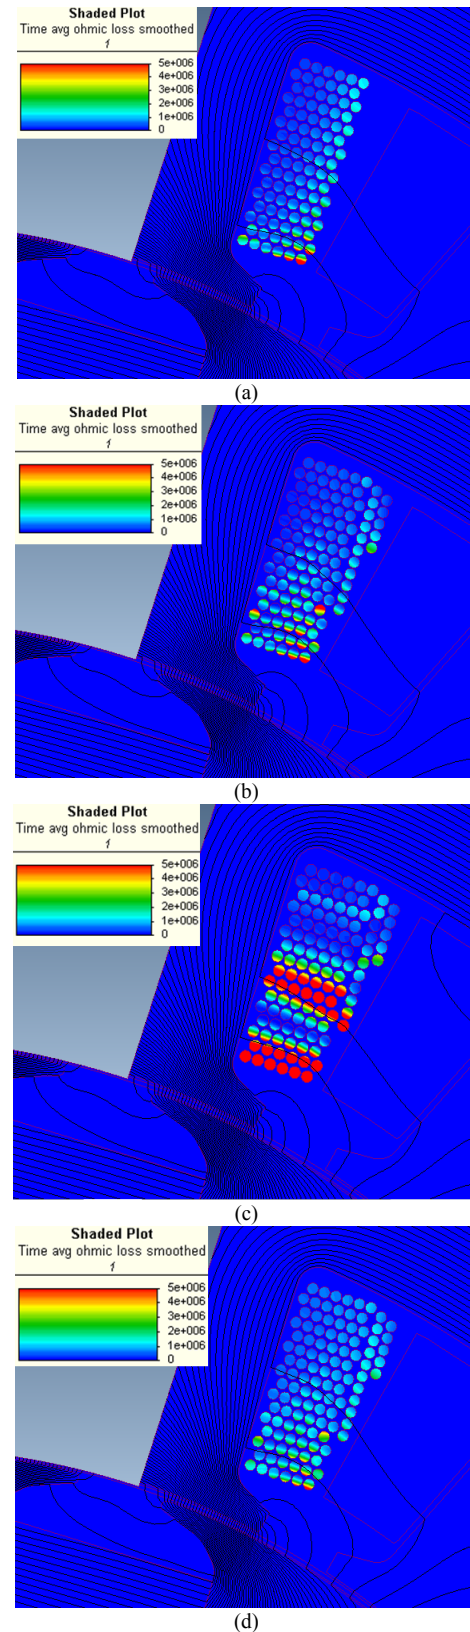 Shaded Plot
Time avg ohmic loss smoothed
1
5e+006
4e+006
3e+006
2e+006
1e+006
0
(a)
Shaded Plot
Time avg ohmic loss smoothed
1
5e+006
4e+006
3e+006
2e+006
1e+006
0
(b)
Shaded Plot
Time avg ohmic loss smoothed
1
5e+006
4e+006
3e+006
2e+006
1e+006
0
(c)
Shaded Plot
Time avg ohmic loss smoothed
1
5e+006
4e+006
3e+006
2e+006
1e+006
0
(d)